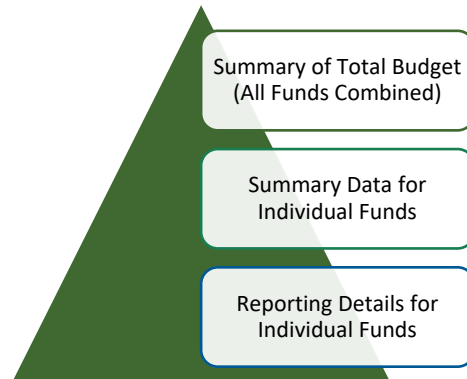 Summary of Total Budget
(All Funds Combined)
Summary Data for
Individual Funds
Reporting Details for
Individual Funds